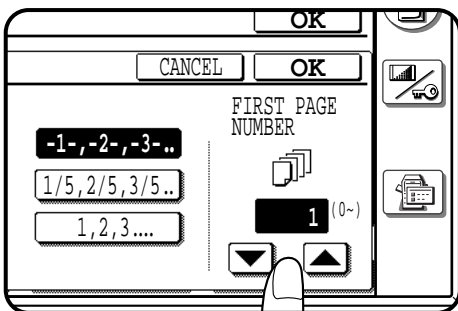 OK
CANCEL
OK
FIRST PAGE
NUMBER
-1-,-2-,-3-..
1/5,2/5,3/5..
1,2,3....
1
(0~)